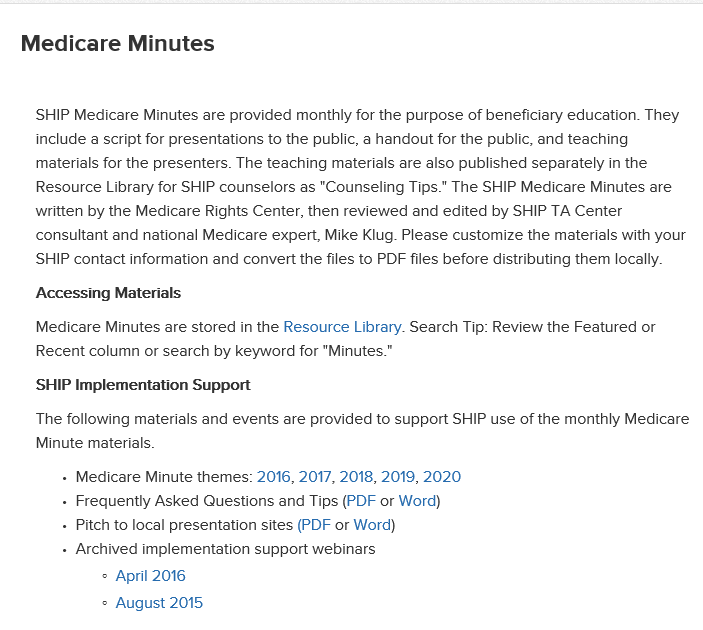 Medicare Minutes
SHIP Medicare Minutes are provided monthly for the purpose of beneficiary education. They
include a script for presentations to the public, a handout for the public, and teaching
materials for the presenters. The teaching materials are also published separately in the
Resource Library for SHIP counselors as "Counseling Tips." The SHIP Medicare Minutes are
written by the Medicare Rights Center, then reviewed and edited by SHIP TA Center
consultant and national Medicare expert, Mike Klug. Please customize the materials with your
SHIP contact information and convert the files to PDF files before distributing them locally.
Accessing Materials
Medicare Minutes are stored in the Resource Library. Search Tip: Review the Featured or
Recent column or search by keyword for "Minutes."
SHIP Implementation Support
The following materials and events are provided to support SHIP use of the monthly Medicare
Minute materials.
• Medicare Minute themes: 2016, 2017, 2018, 2019, 2020
• Frequently Asked Questions and Tips (PDF or Word)
• Pitch to local presentation sites (PDF or Word)
• Archived implementation support webinars
◦ April 2016
◦ August 2015